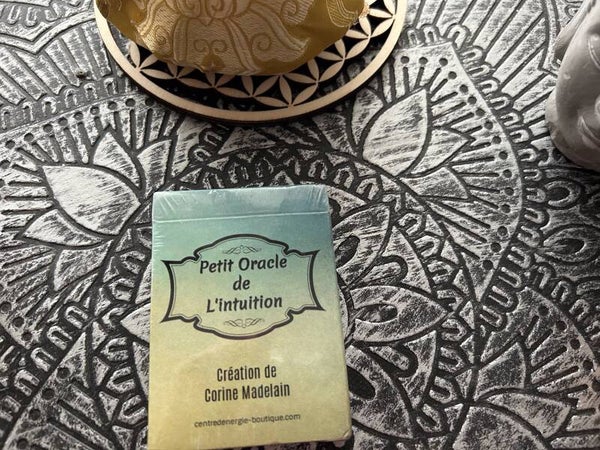 Petit Oracle
de
L'intuition
Création de
Corine Madelain
centredenergie-boutique.com